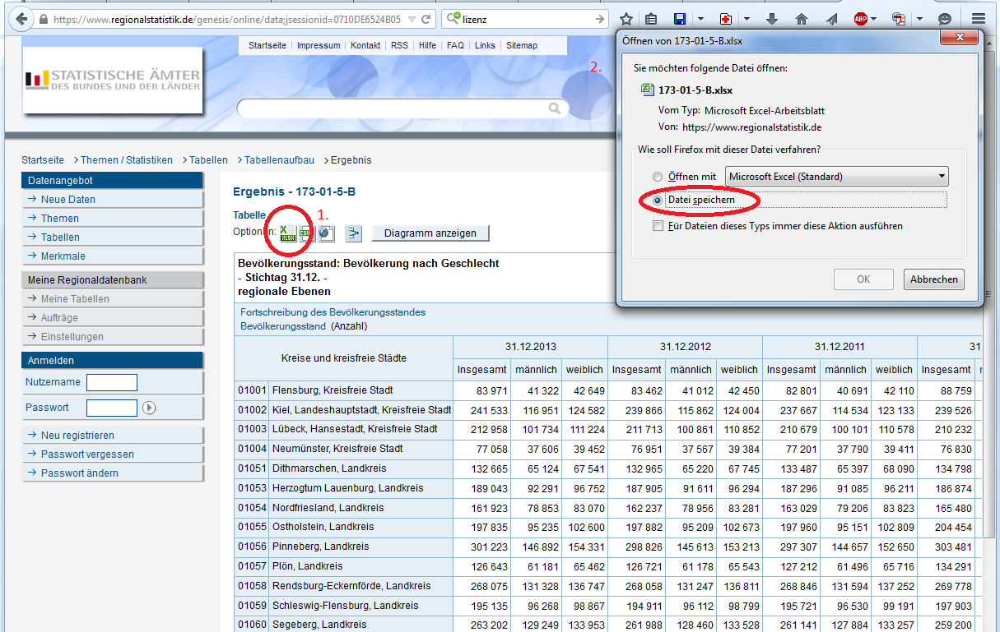 https://www.regionalstatistik.de/genesis/online/data;jsessionid=0710DE6524B05
lizenz
ABP
Startseite | Impressum | Kontakt | RSS | Hilfe | FAQ | Links | Sitemap
STATISTISCHE ÄMTER
DES BUNDES UND DER LÄNDER
2.
Öffnen von 173-01-5-B.xlsx
Sie möchten folgende Datei öffnen:
173-01-5-B.xlsx
Vom Typ: Microsoft Excel-Arbeitsblatt
Von: https://www.regionalstatistik.de
Wie soll Firefox mit dieser Datei verfahren?
Öffnen mit Microsoft Excel (Standard)
Datei speichern
Für Dateien dieses Typs immer diese Aktion ausführen
OK Abbrechen
Startseite > Themen / Statistiken > Tabellen > Tabellenaufbau > Ergebnis
Datenangebot
Neue Daten
Themen
Tabellen
Merkmale
Meine Regionaldatenbank
Meine Tabellen
Aufträge
Einstellungen
Anmelden
Nutzername
Passwort
Neu registrieren
Passwort vergessen
Passwort ändern
Ergebnis - 173-01-5-B
Tabelle
1.
Optionen: XLSX CSV Diagramm anzeigen
Bevölkerungsstand: Bevölkerung nach Geschlecht
- Stichtag 31.12. -
regionale Ebenen
Fortschreibung des Bevölkerungsstandes
Bevölkerungsstand (Anzahl)
Kreise und kreisfreie Städte 31.12.2013 31.12.2012 31.12.2011 31
Insgesamt männlich weiblich Insgesamt männlich weiblich Insgesamt männlich weiblich Insgesamt
01001 Flensburg, Kreisfreie Stadt 83 971 41 322 42 649 83 462 41 012 42 450 82 801 40 691 42 110 88 759
01002 Kiel, Landeshauptstadt, Kreisfreie Stadt 241 533 116 951 124 582 239 866 115 862 124 004 237 667 114 534 123 133 239 526
01003 Lübeck, Hansestadt, Kreisfreie Stadt 212 958 101 734 111 224 211 713 100 861 110 852 210 679 100 101 110 578 210 232
01004 Neumünster, Kreisfreie Stadt 77 058 37 606 39 452 76 951 37 567 39 384 77 201 37 790 39 411 76 830
01051 Dithmarschen, Landkreis 132 665 65 124 67 541 132 965 65 220 67 745 133 487 65 397 68 090 134 798
01053 Herzogtum Lauenburg, Landkreis 189 043 92 291 96 752 187 905 91 611 96 294 187 296 91 085 96 211 186 874
01054 Nordfriesland, Landkreis 161 923 78 853 83 070 162 237 78 956 83 281 163 029 79 206 83 823 165 480
01055 Ostholstein, Landkreis 197 835 95 235 102 600 197 882 95 209 102 673 197 960 95 151 102 809 204 454
01056 Pinneberg, Landkreis 301 223 146 892 154 331 298 826 145 613 153 213 297 307 144 657 152 650 303 481
01057 Plön, Landkreis 126 643 61 181 65 462 126 721 61 178 65 543 127 212 61 496 65 716 134 291
01058 Rendsburg-Eckernförde, Landkreis 268 075 131 328 136 747 268 058 131 247 136 811 268 846 131 594 137 252 269 778
01059 Schleswig-Flensburg, Landkreis 195 135 96 268 98 867 194 911 96 112 98 799 195 721 96 530 99 191 197 903
01060 Segeberg, Landkreis 263 202 129 249 133 953 261 988 128 460 133 528 261 141 127 884 133 257 259 200